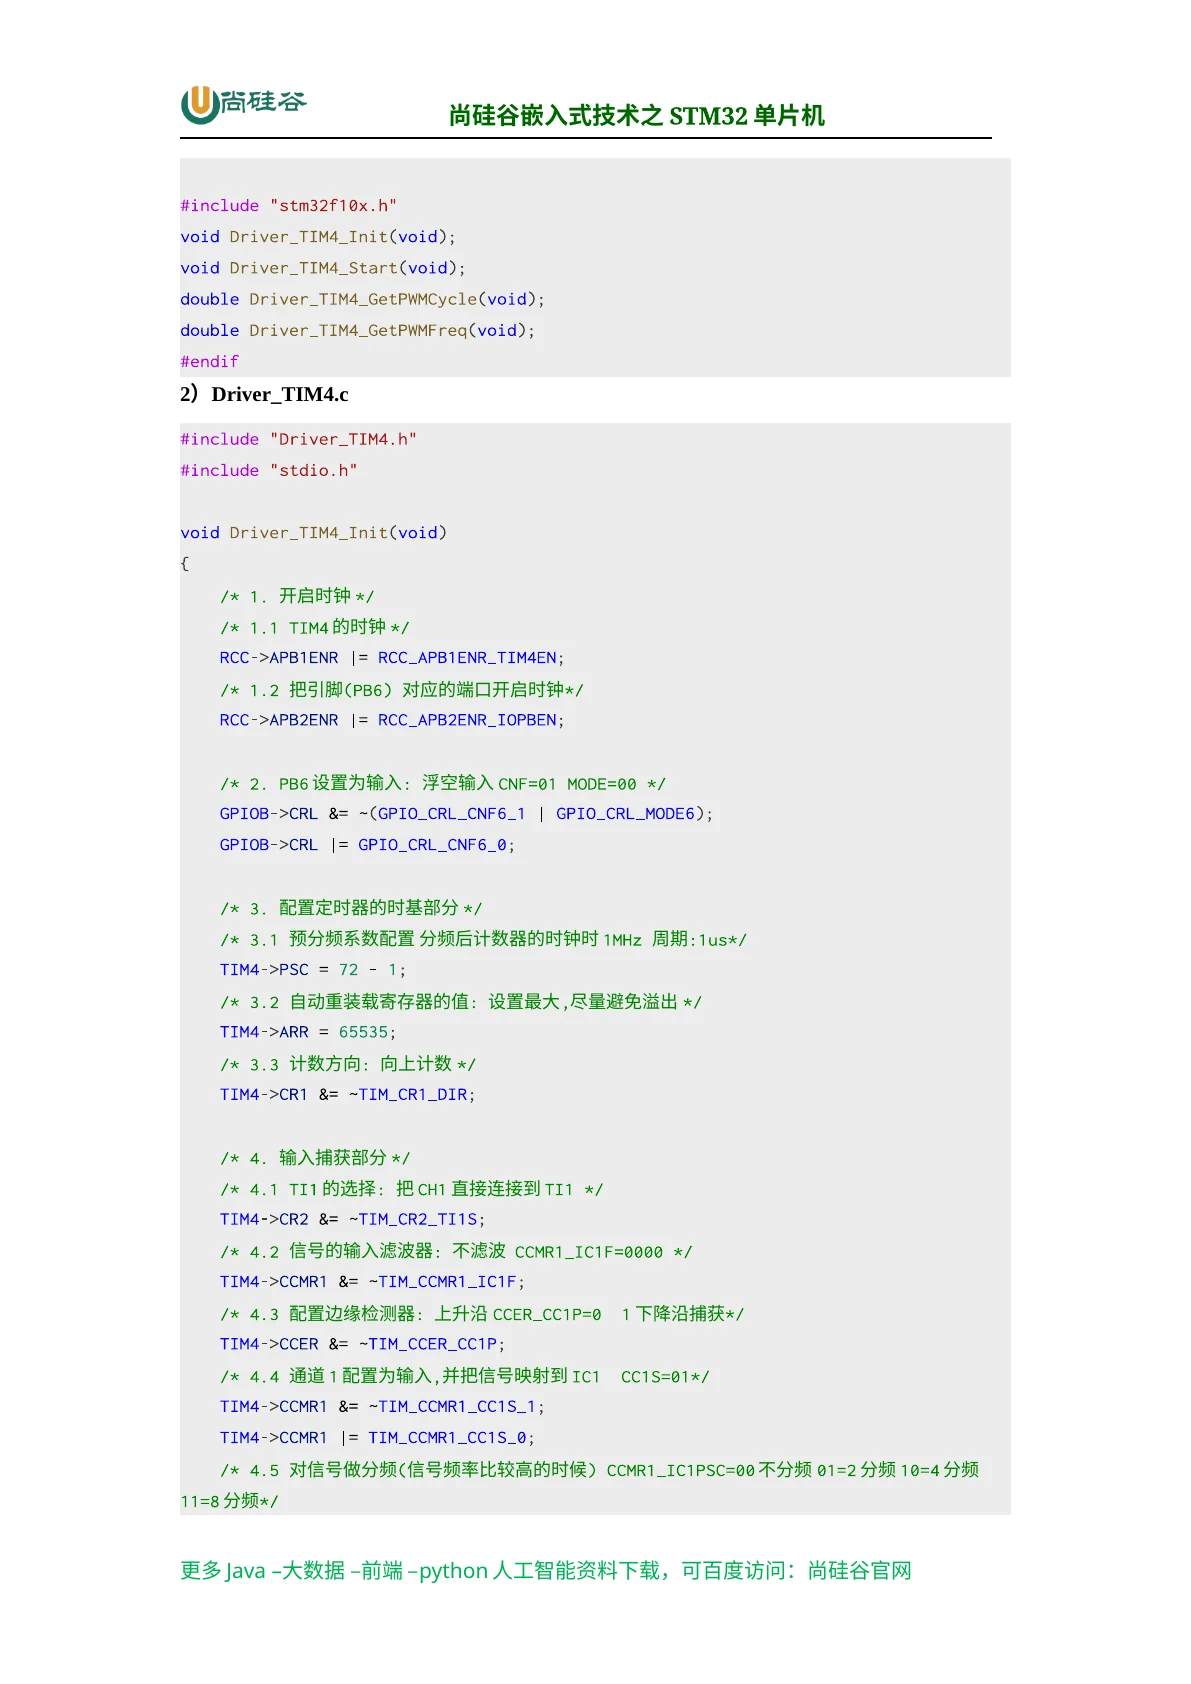 尚硅谷
尚硅谷嵌入式技术之 STM32 单片机
#include "stm32f10x.h"
void Driver_TIM4_Init(void);
void Driver_TIM4_Start(void);
double Driver_TIM4_GetPWMCycle(void);
double Driver_TIM4_GetPWMFreq(void);
#endif
2）Driver_TIM4.c
#include "Driver_TIM4.h"
#include "stdio.h"
void Driver_TIM4_Init(void)
{
    /* 1. 开启时钟 */
    /* 1.1 TIM4 的时钟 */
    RCC->APB1ENR |= RCC_APB1ENR_TIM4EN;
    /* 1.2 把引脚(PB6) 对应的端口开启时钟*/
    RCC->APB2ENR |= RCC_APB2ENR_IOPBEN;
    /* 2. PB6 设置为输入: 浮空输入 CNF=01 MODE=00 */
    GPIOB->CRL &= ~(GPIO_CRL_CNF6_1 | GPIO_CRL_MODE6);
    GPIOB->CRL |= GPIO_CRL_CNF6_0;
    /* 3. 配置定时器的时基部分 */
    /* 3.1 预分频系数配置 分频后计数器的时钟时 1MHz 周期:1us*/
    TIM4->PSC = 72 - 1;
    /* 3.2 自动重装载寄存器的值: 设置最大,尽量避免溢出 */
    TIM4->ARR = 65535;
    /* 3.3 计数方向: 向上计数 */
    TIM4->CR1 &= ~TIM_CR1_DIR;
    /* 4. 输入捕获部分 */
    /* 4.1 TI1 的选择: 把 CH1 直接连接到 TI1 */
    TIM4->CR2 &= ~TIM_CR2_TI1S;
    /* 4.2 信号的输入滤波器: 不滤波 CCMR1_IC1F=0000 */
    TIM4->CCMR1 &= ~TIM_CCMR1_IC1F;
    /* 4.3 配置边缘检测器: 上升沿 CCER_CC1P=0  1 下降沿捕获*/
    TIM4->CCER &= ~TIM_CCER_CC1P;
    /* 4.4 通道 1 配置为输入,并把信号映射到 IC1  CC1S=01*/
    TIM4->CCMR1 &= ~TIM_CCMR1_CC1S_1;
    TIM4->CCMR1 |= TIM_CCMR1_CC1S_0;
    /* 4.5 对信号做分频(信号频率比较高的时候) CCMR1_IC1PSC=00 不分频 01=2 分频 10=4 分频
11=8 分频*/
更多 Java –大数据 –前端 –python 人工智能资料下载，可百度访问：尚硅谷官网